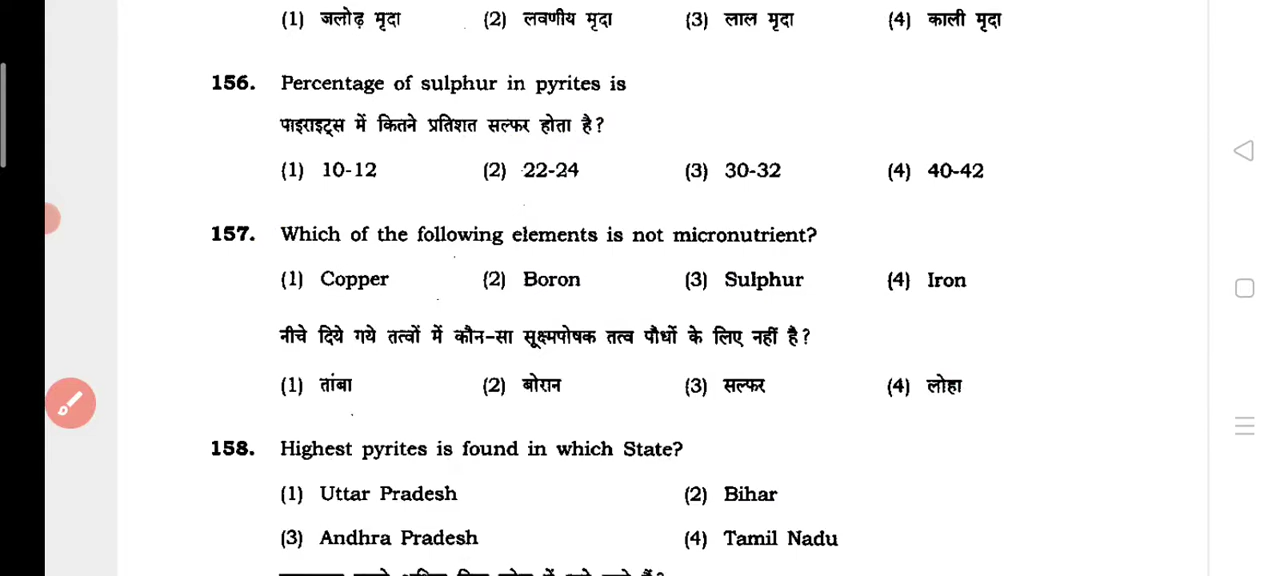 (1) जलोढ़ मृदा (2) लवणीय मृदा (3) लाल मृदा (4) काली मृदा
156. Percentage of sulphur in pyrites is
पाइराइट्स में कितने प्रतिशत सल्फर होता है?
(1) 10-12 (2) 22-24 (3) 30-32 (4) 40-42
157. Which of the following elements is not micronutrient?
(1) Copper (2) Boron (3) Sulphur (4) Iron
नीचे दिये गये तत्वों में कौन-सा सूक्ष्मपोषक तत्व पौधों के लिए नहीं है?
(1) तांबा (2) बोरान (3) सल्फर (4) लोहा
158. Highest pyrites is found in which State?
(1) Uttar Pradesh (2) Bihar
(3) Andhra Pradesh (4) Tamil Nadu